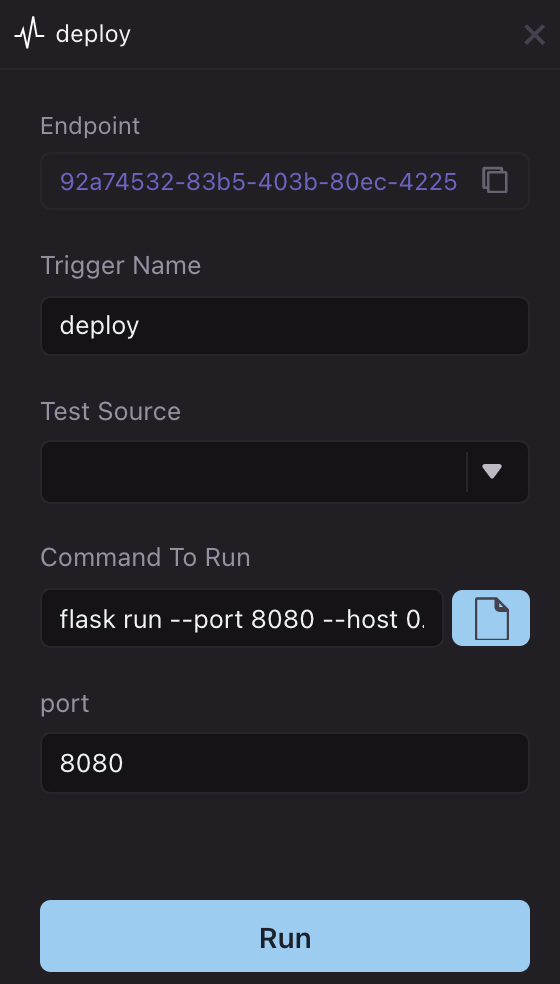 deploy
Endpoint
92a74532-83b5-403b-80ec-4225
Trigger Name
deploy
Test Source
Command To Run
flask run --port 8080 --host 0.
port
8080
Run